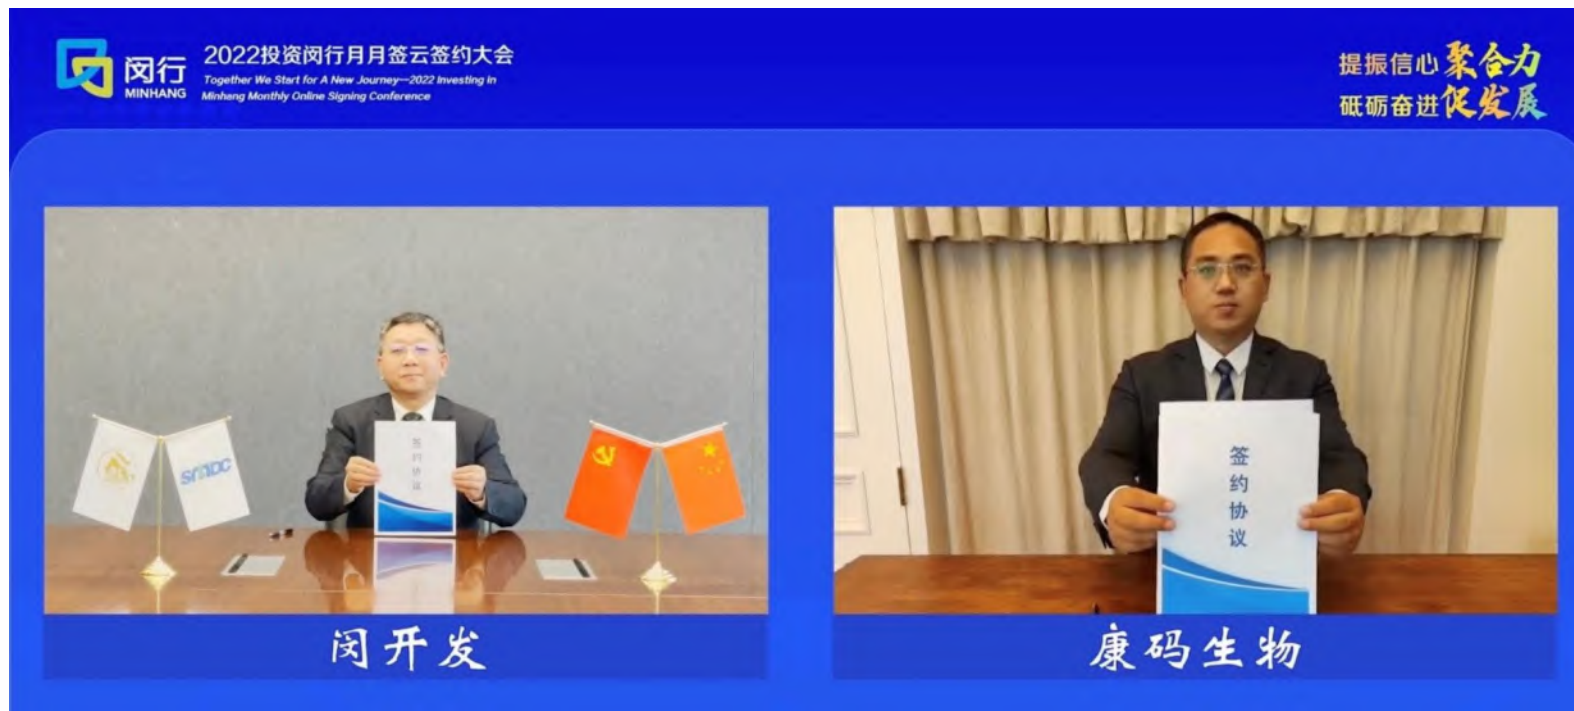 闵行
MINHANG
2022投资闵行月月签云签约大会
Together We Start for A New Journey—2022 Investing in
Minhang Monthly Online Signing Conference
提振信心聚合力
砥砺奋进促发展
SMDC
签约协议
签约协议
闵开发
康码生物